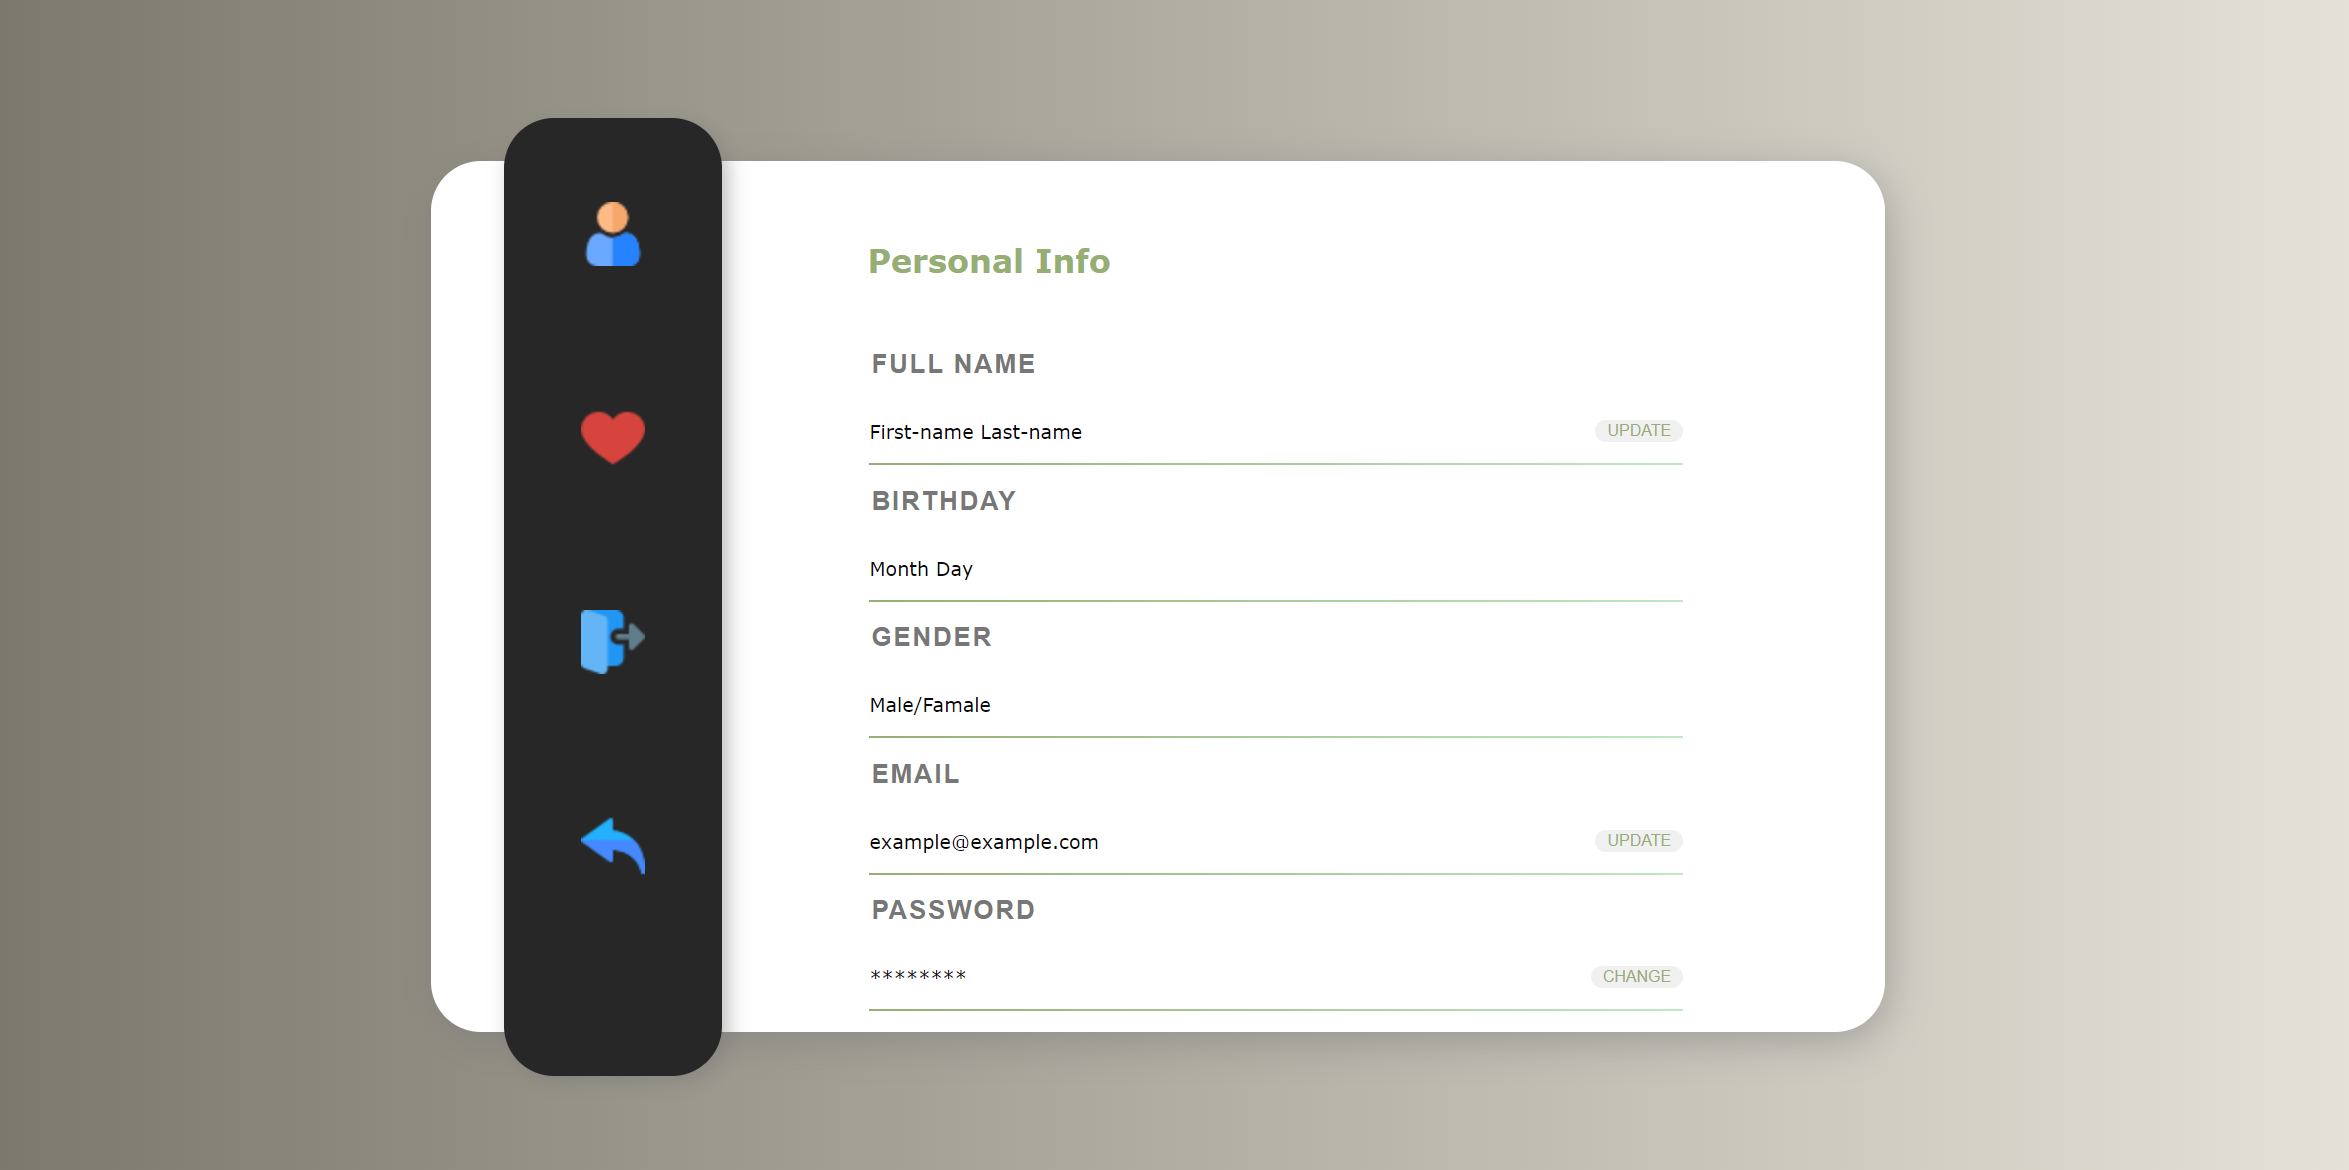 Personal Info
FULL NAME
First-name Last-name
UPDATE
BIRTHDAY
Month Day
GENDER
Male/Famale
EMAIL
example@example.com
UPDATE
PASSWORD
********
CHANGE